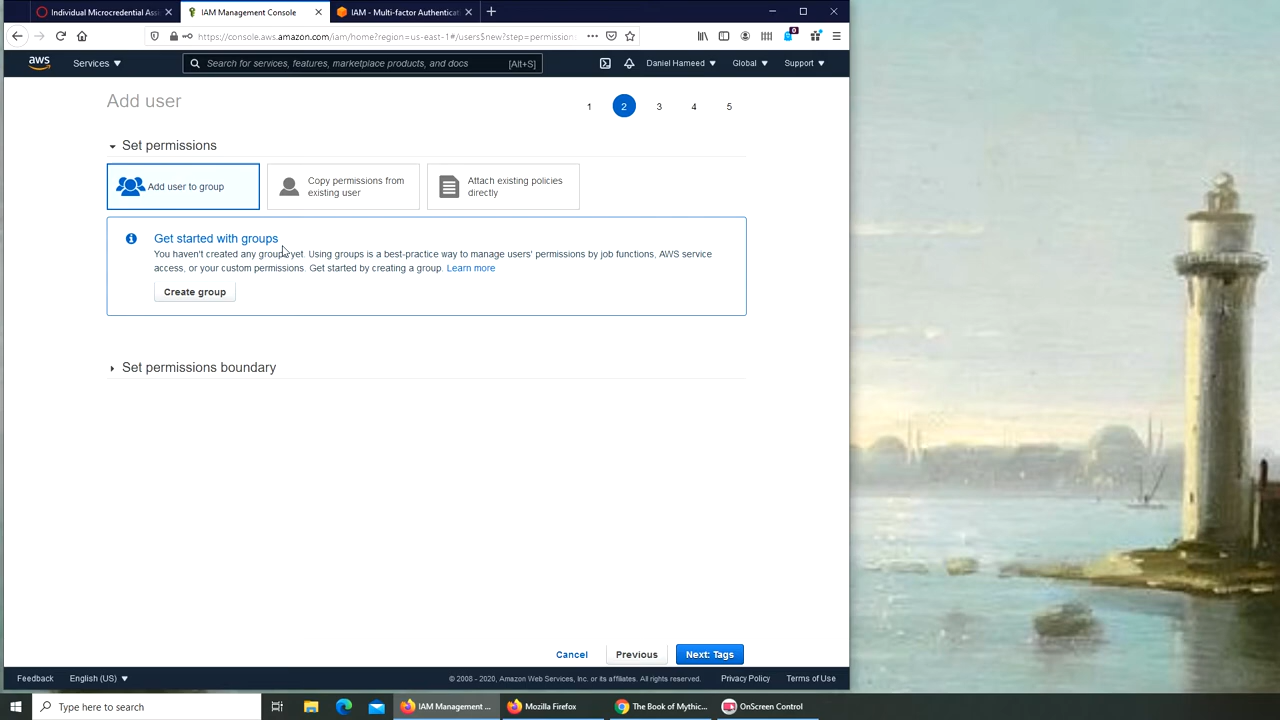 Individual Microcredential Ass
IAM Management Console
IAM - Multi-factor Authenticati
https://console.aws.amazon.com/iam/home?region=us-east-1#/users$new?step=permission
0
aws
Services
Search for services, features, marketplace products, and docs
[Alt+S]
Daniel Hameed
Global
Support
Add user
1
2
3
4
5
Set permissions
Add user to group
Copy permissions from
existing user
Attach existing policies
directly
Get started with groups
You haven't created any groups yet. Using groups is a best-practice way to manage users' permissions by job functions, AWS service
access, or your custom permissions. Get started by creating a group. Learn more
Create group
Set permissions boundary
Cancel
Previous
Next: Tags
Feedback
English (US)
© 2008 - 2020, Amazon Web Services, Inc. or its affiliates. All rights reserved.
Privacy Policy
Terms of Use
Type here to search
IAM Management ...
Mozilla Firefox
The Book of Mythic...
OnScreen Control